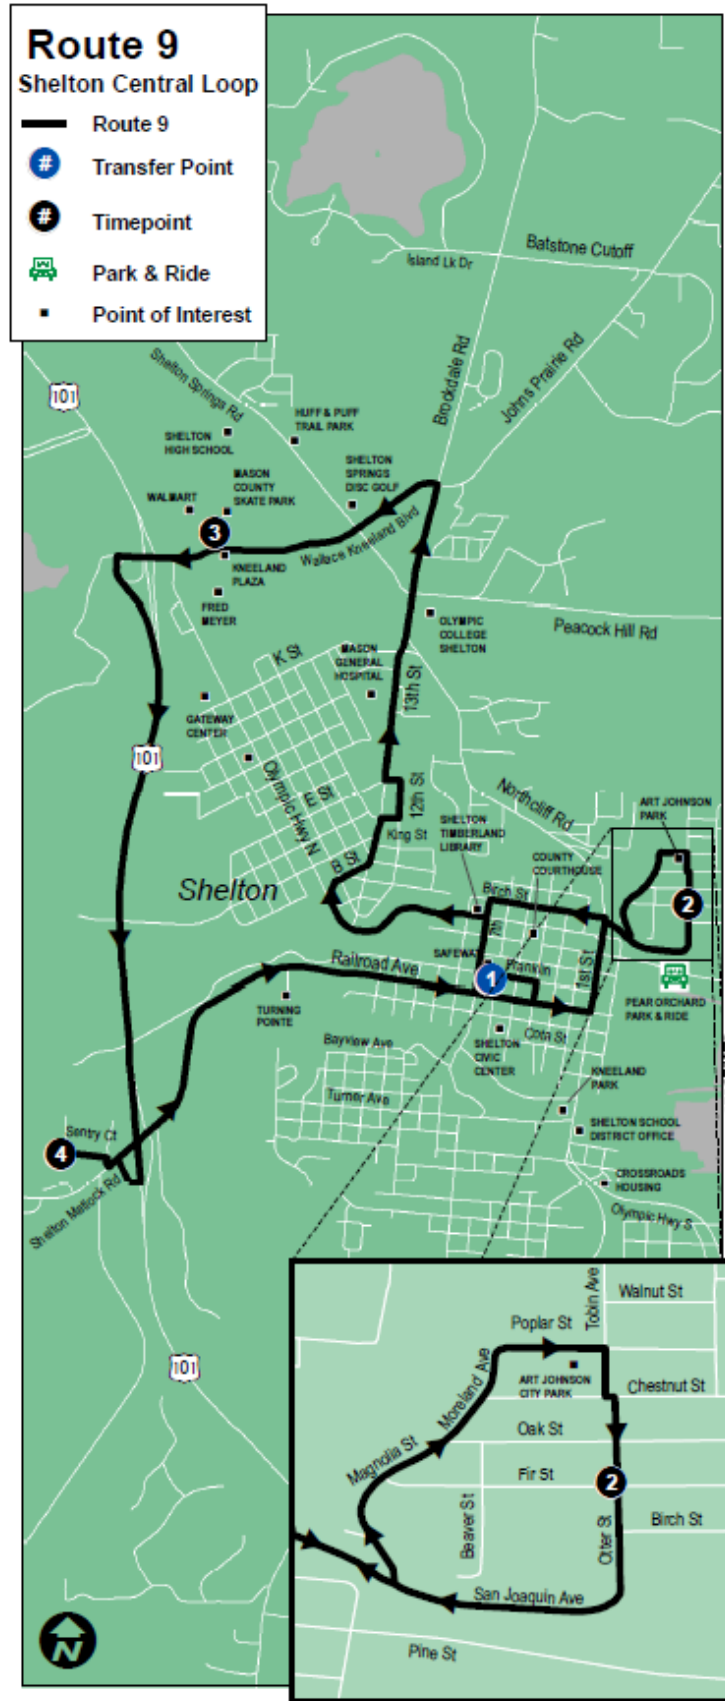 Route 9
Shelton Central Loop
Route 9
# Transfer Point
# Timepoint
Park & Ride
Point of Interest
Batstone Cutoff
Island Lk Dr
Brockdale Rd
Johns Prairie Rd
Shelton Springs Rd
101
HUFF & PUFF
TRAIL PARK
SHELTON
HIGH SCHOOL
SHELTON
SPRINGS
DISC GOLF
MASON
COUNTY
SKATE PARK
WALMART
3
Wallace Kneeland Blvd
KNEELAND
PLAZA
FRED
MEYER
OLYMPIC
COLLEGE
SHELTON
Peacock Hill Rd
K St
MASON
GENERAL
HOSPITAL
13th St
GATEWAY
CENTER
101
Olympic Hwy N
E St
12th St
Northcliff Rd
ART JOHNSON
PARK
King St
SHELTON
TIMBERLAND
LIBRARY
COUNTY
COURTHOUSE
B St
Shelton
Birch St
2
7th
SAFEWAY
Franklin
1st St
Railroad Ave
1
PEAR ORCHARD
PARK & RIDE
TURNING
POINTE
Cota St
SHELTON
CIVIC
CENTER
Bayview Ave
KNEELAND
PARK
Turner Ave
SHELTON SCHOOL
DISTRICT OFFICE
Sentry Ct
4
CROSSROADS
HOUSING
Shelton Matlock Rd
Olympic Hwy S
101
Walnut St
Tobin Ave
Poplar St
Moreland Ave
ART JOHNSON
CITY PARK
Chestnut St
Oak St
Magnolia St
Fir St
2
Beaver St
Otter St
Birch St
San Joaquin Ave
Pine St
N